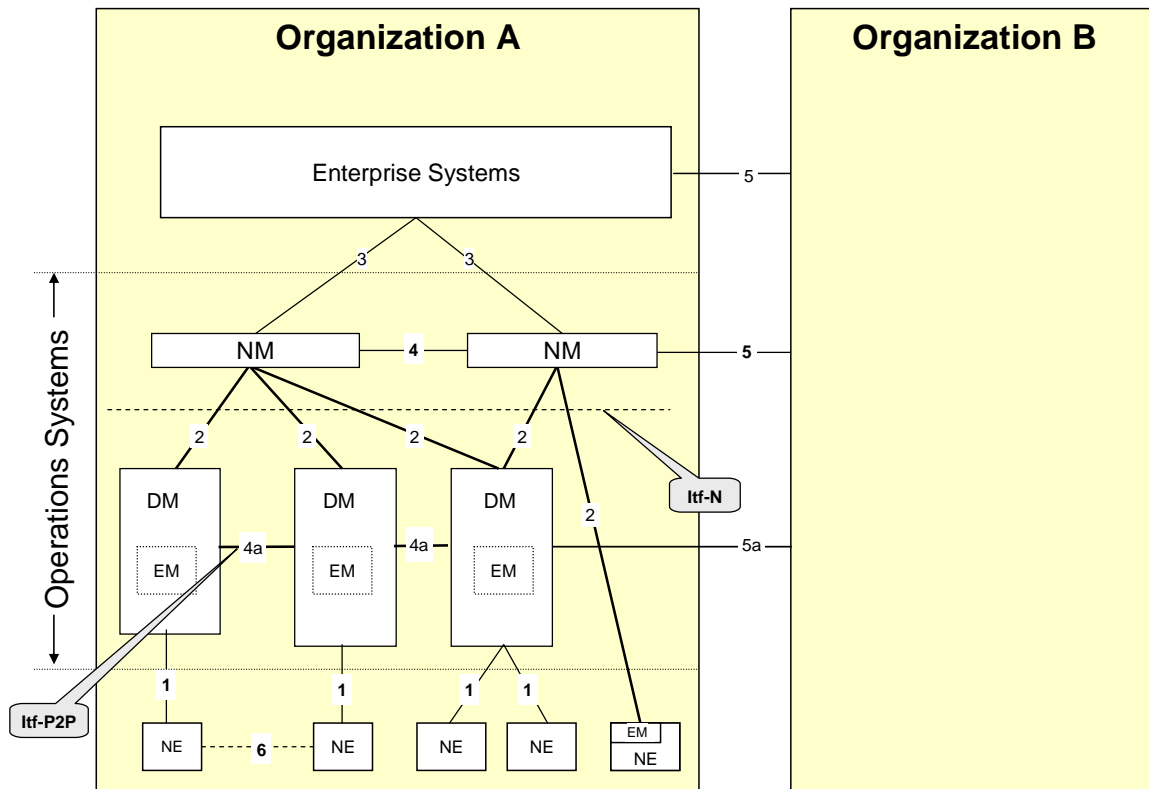 Organization A
Organization B
Enterprise Systems
5
3
3
Operations Systems
NM
4
NM
5
2
2
2
2
Itf-N
DM
DM
DM
2
4a
4a
5a
EM
EM
EM
1
1
1
1
Itf-P2P
EM
NE
6
NE
NE
NE
NE